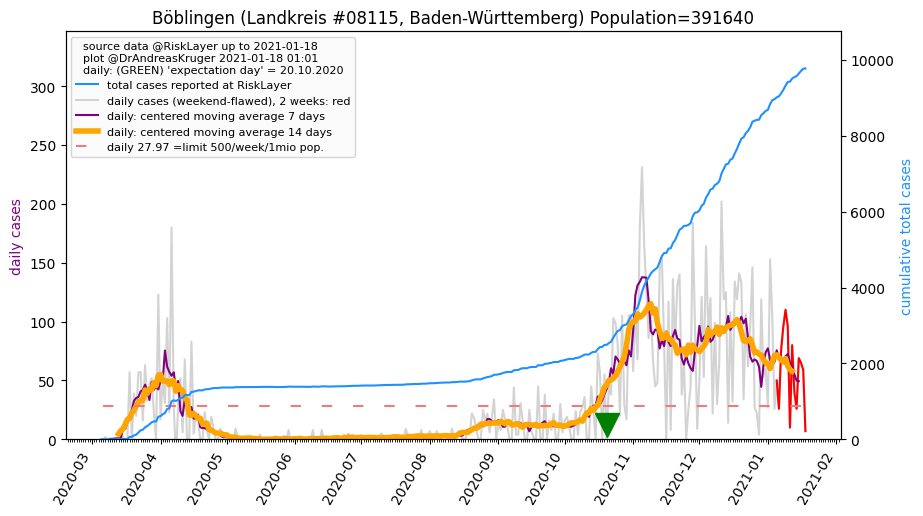 Böblingen (Landkreis #08115, Baden-Württemberg) Population=391640
source data @RiskLayer up to 2021-01-18
plot @DrAndreasKruger 2021-01-18 01:01
daily: (GREEN) 'expectation day' = 20.10.2020
total cases reported at RiskLayer
daily cases (weekend-flawed), 2 weeks: red
daily: centered moving average 7 days
daily: centered moving average 14 days
daily 27.97 =limit 500/week/1mio pop.
daily cases
300
250
200
150
100
50
0
cumulative total cases
10000
8000
6000
4000
2000
0
2020-03
2020-04
2020-05
2020-06
2020-07
2020-08
2020-09
2020-10
2020-11
2020-12
2021-01
2021-02